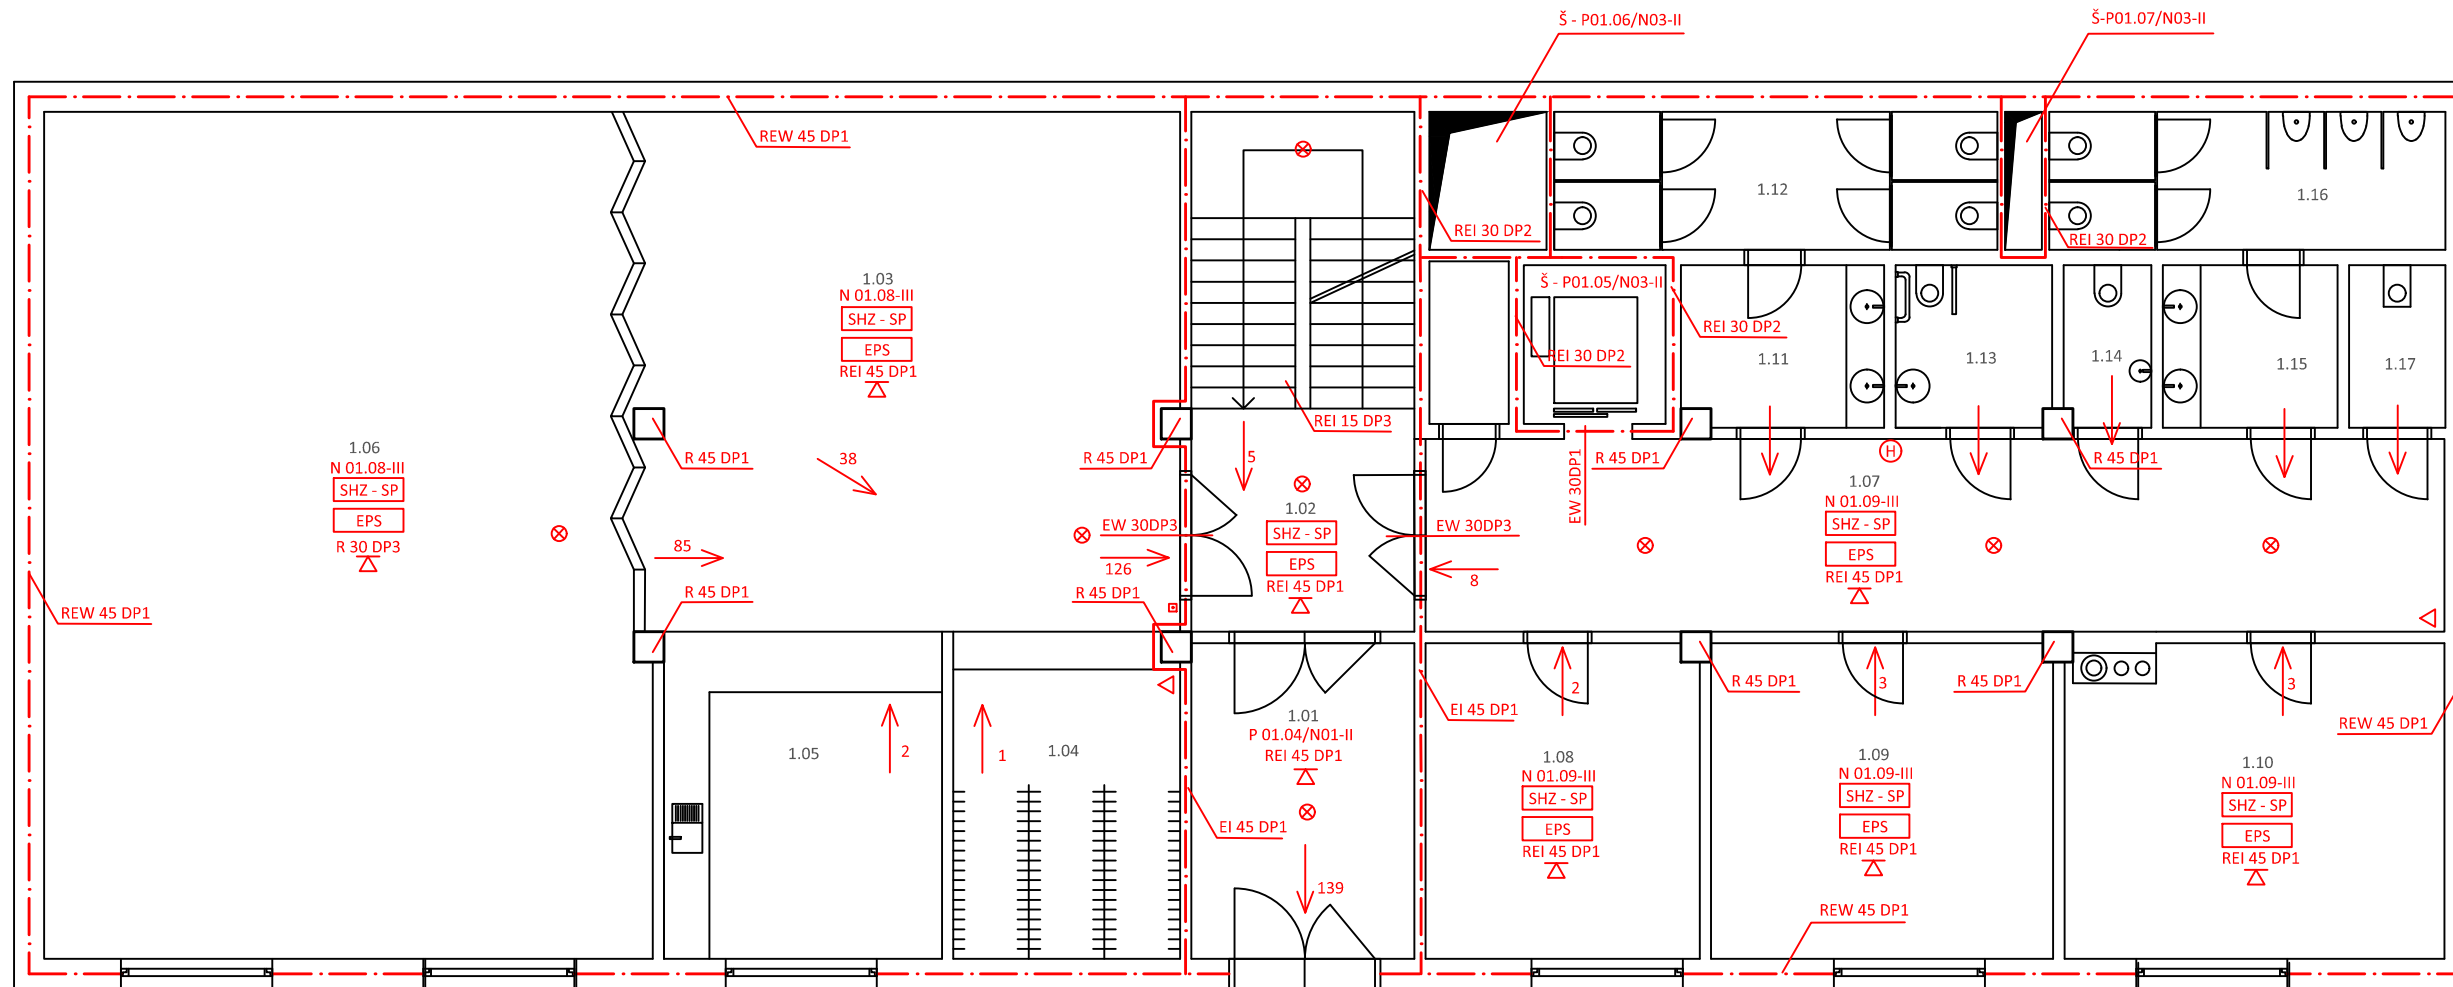 Š - P01.06/N03-II
Š-P01.07/N03-II
REW 45 DP1
1.12
1.16
REI 30 DP2
REI 30 DP2
1.03
N 01.08-III
SHZ - SP
EPS
REI 45 DP1
Š - P01.05/N03-II
REI 30 DP2
REI 30 DP2
1.11
1.13
1.14
1.15
1.17
REI 15 DP3
1.06
N 01.08-III
SHZ - SP
EPS
R 30 DP3
R 45 DP1
38
R 45 DP1
5
R 45 DP1
H
R 45 DP1
EW 30DP1
1.07
N 01.09-III
SHZ - SP
EPS
REI 45 DP1
1.02
SHZ - SP
EPS
REI 45 DP1
EW 30DP3
EW 30DP3
85
126
8
R 45 DP1
R 45 DP1
REW 45 DP1
R 45 DP1
2
3
R 45 DP1
3
EI 45 DP1
REW 45 DP1
1.01
P 01.04/N01-II
REI 45 DP1
1.05
2
1
1.04
1.08
N 01.09-III
SHZ - SP
EPS
REI 45 DP1
1.09
N 01.09-III
SHZ - SP
EPS
REI 45 DP1
1.10
N 01.09-III
SHZ - SP
EPS
REI 45 DP1
EI 45 DP1
139
REW 45 DP1